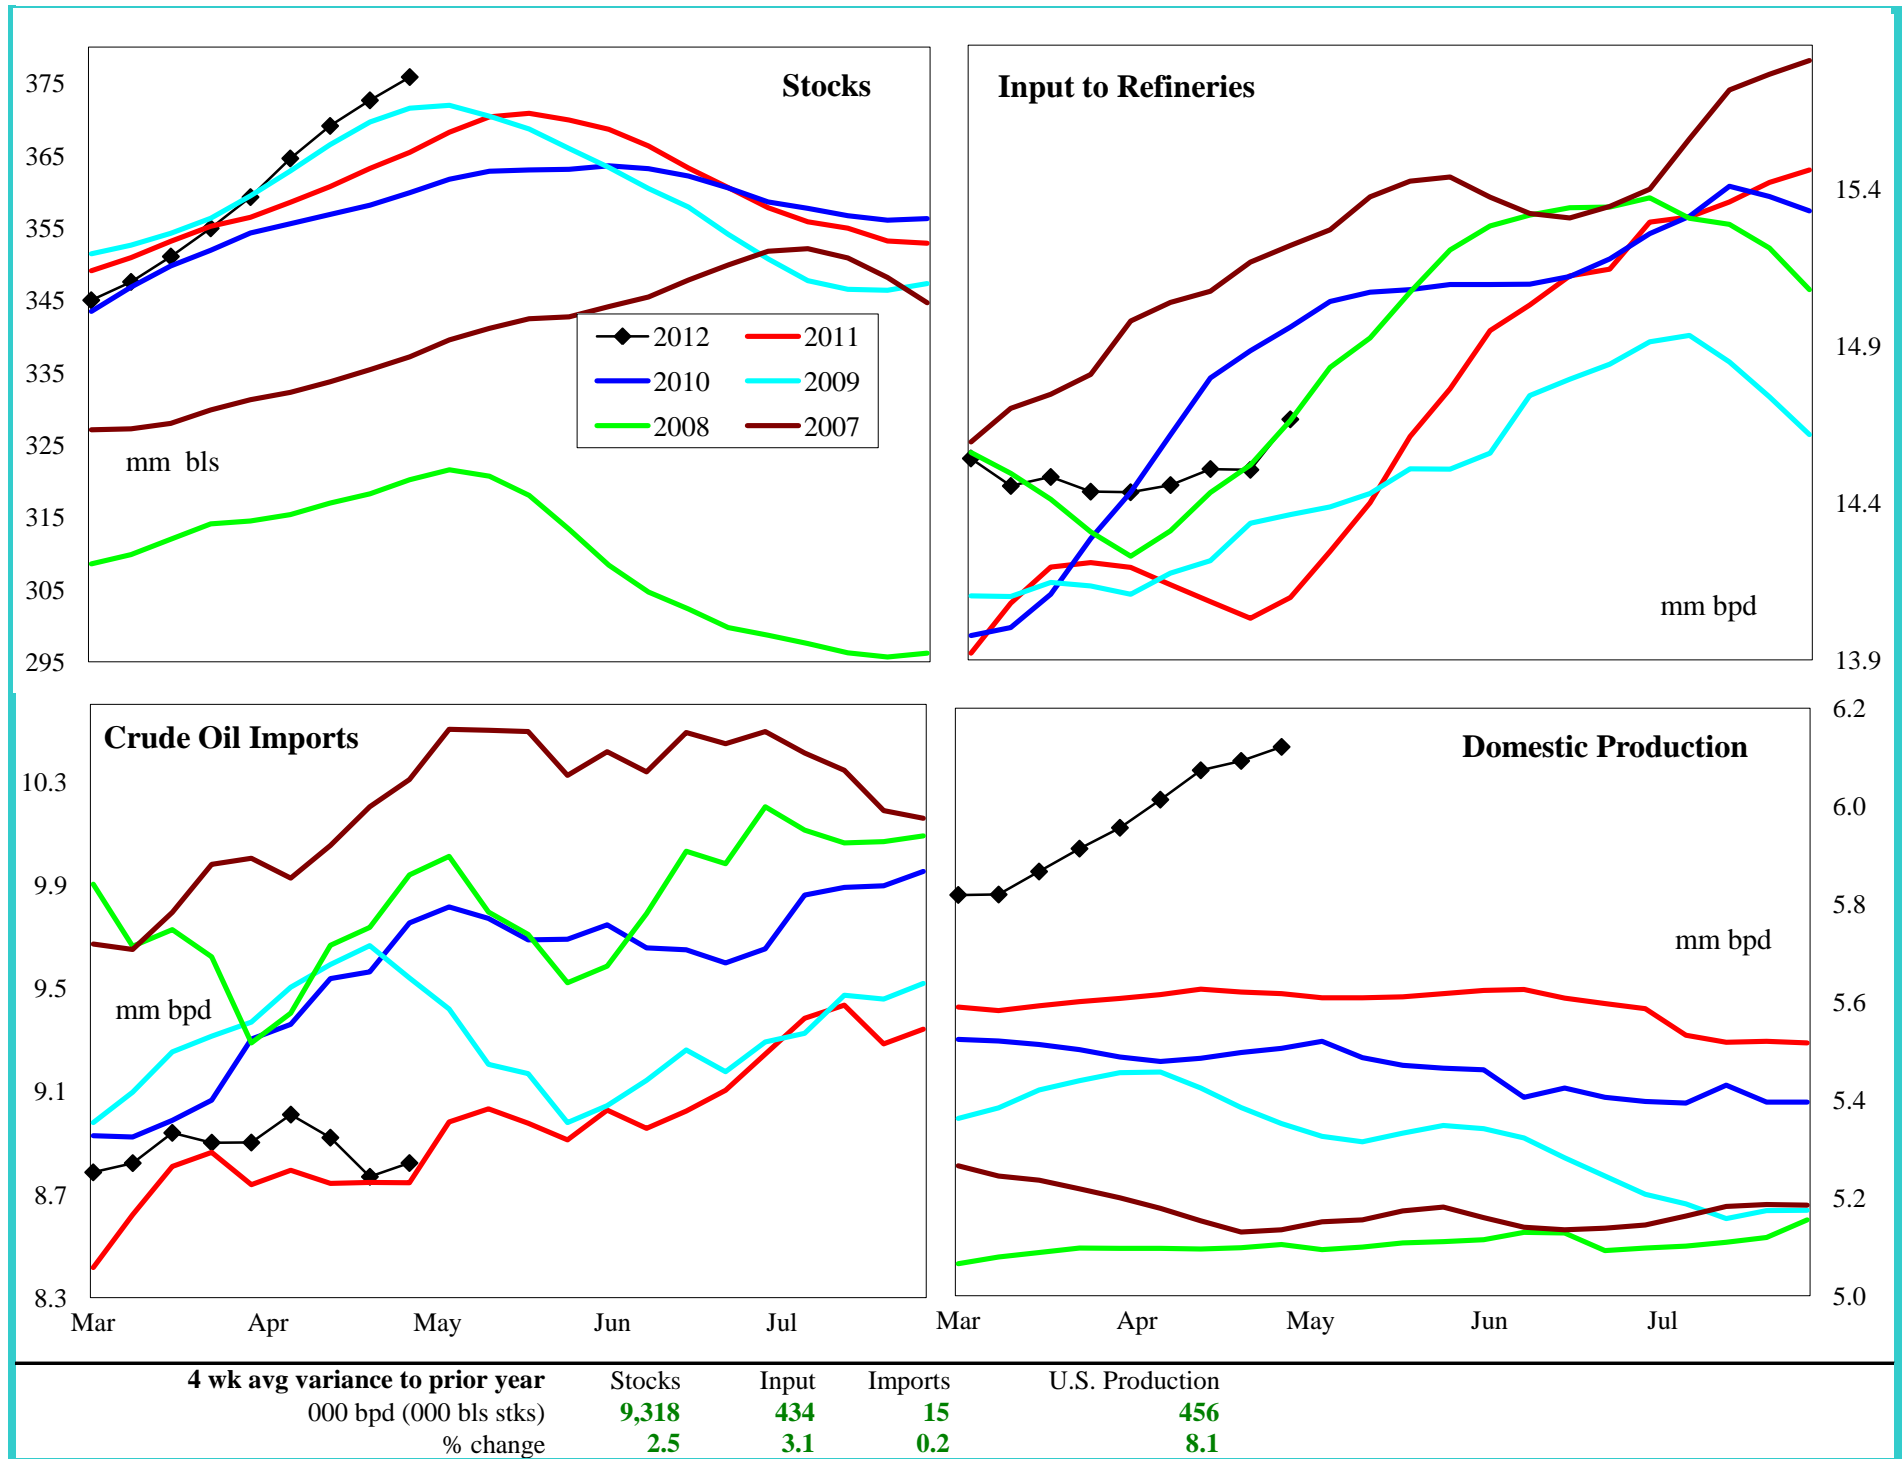 Stocks
375
365
355
345
335
325
315
305
295
mm bls
2012 2011
2010 2009
2008 2007
Input to Refineries
15.4
14.9
14.4
13.9
mm bpd
Crude Oil Imports
10.3
9.9
9.5
9.1
8.7
8.3
mm bpd
Mar Apr May Jun Jul
Domestic Production
6.2
6.0
5.8
5.6
5.4
5.2
5.0
mm bpd
Mar Apr May Jun Jul
4 wk avg variance to prior year Stocks Input Imports U.S. Production
000 bpd (000 bls stks) 9,318 434 15 456
% change 2.5 3.1 0.2 8.1